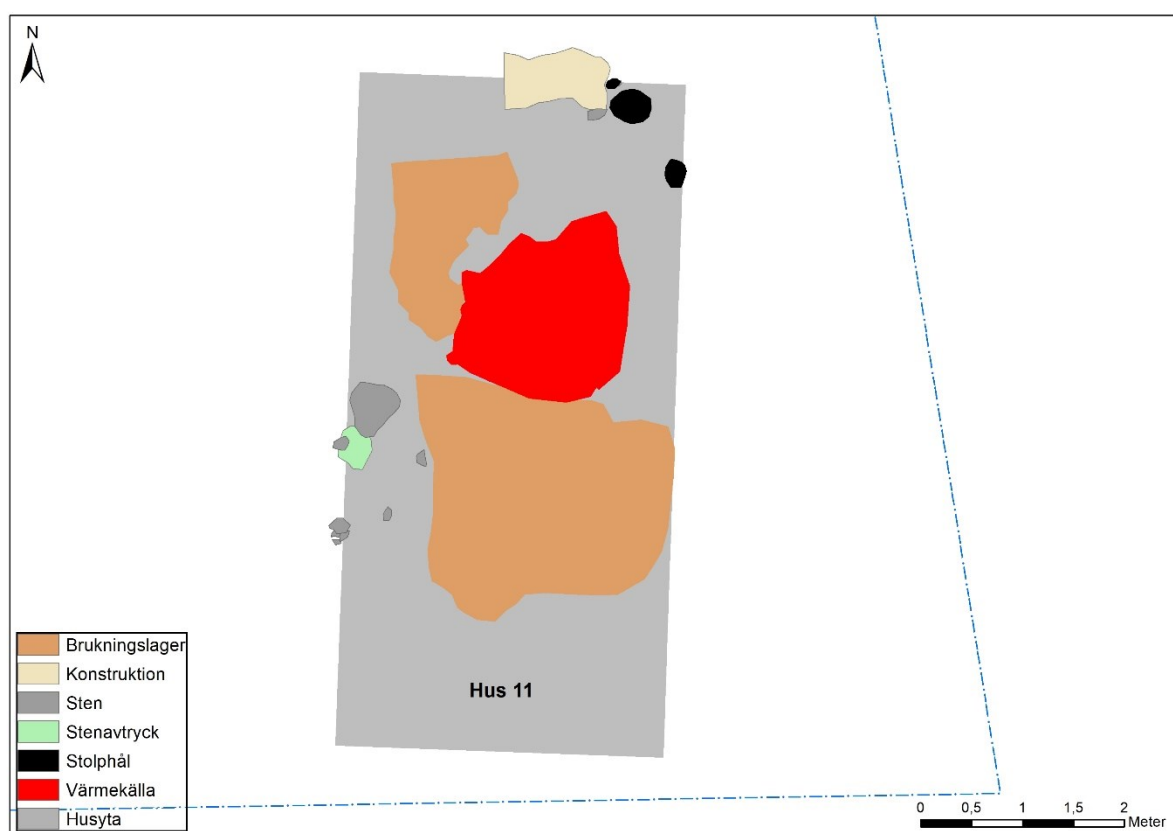 N
Hus 11
Brukningslager
Konstruktion
Sten
Stenavtryck
Stolphål
Värmekälla
Husyta
0 0,5 1 1,5 2
Meter